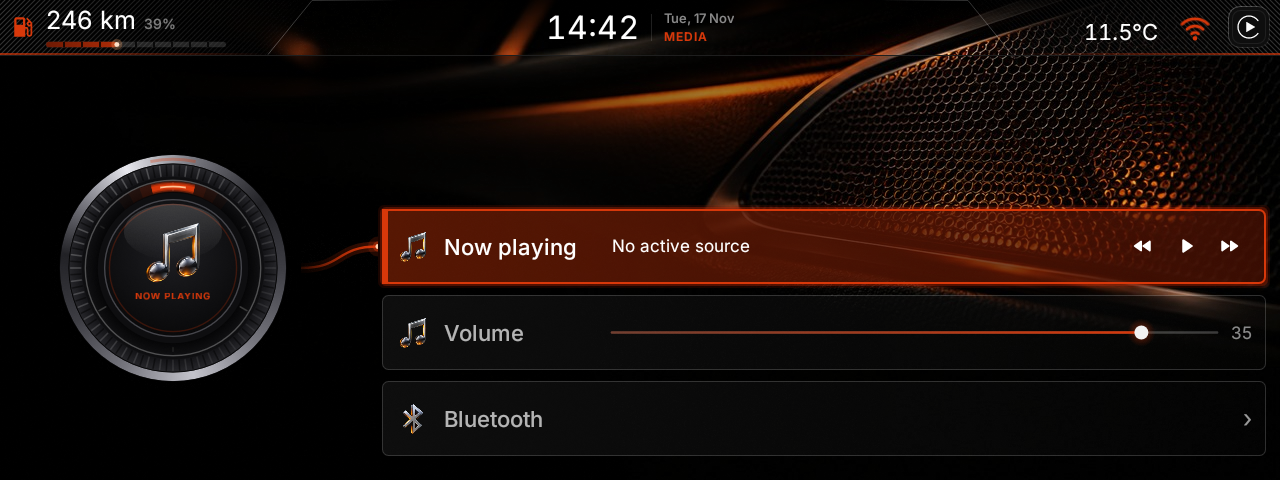 246 km 39%
14:42
Tue, 17 Nov
MEDIA
11.5°C
NOW PLAYING
Now playing No active source
Volume 35
Bluetooth